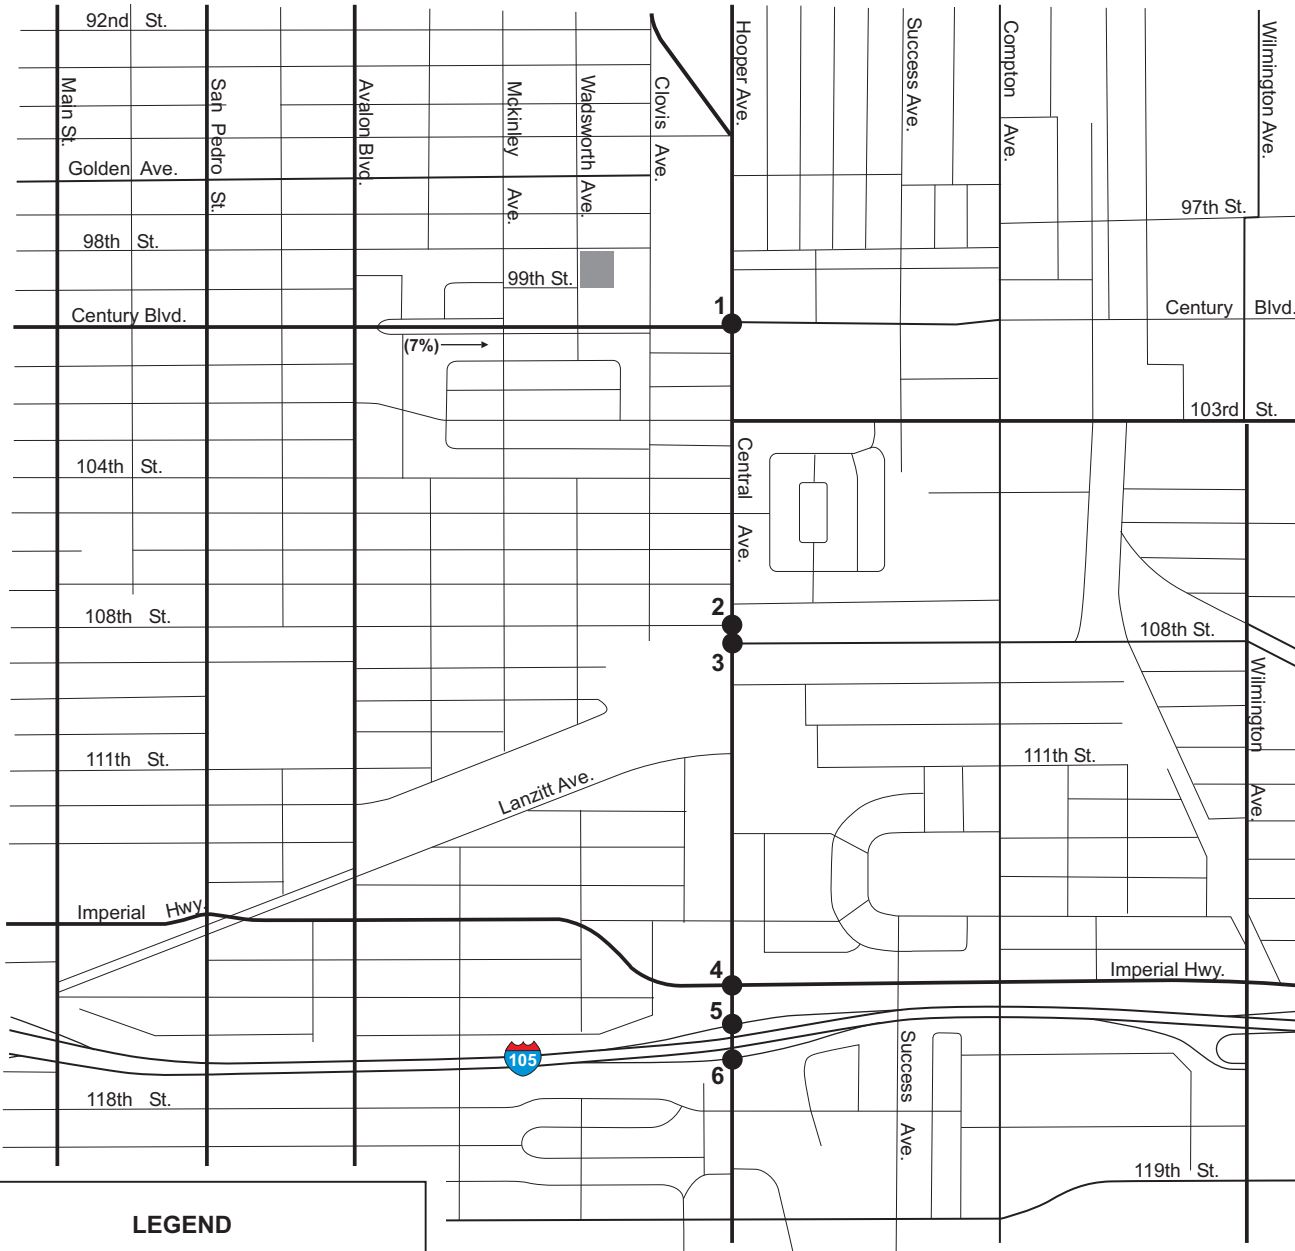 92nd St.
Main St.
San Pedro St.
Avalon Blvd.
Mckinley Ave.
Wadsworth Ave.
Clovis Ave.
Hooper Ave.
Success Ave.
Compton Ave.
Wilmington Ave.
Golden Ave.
97th St.
98th St.
99th St.
Century Blvd.
1
Century Blvd.
(7%)
103rd St.
104th St.
Central Ave.
108th St.
2
3
108th St.
Wilmington Ave.
111th St.
111th St.
Lanzitt Ave.
Imperial Hwy.
4
Imperial Hwy.
5
105
6
Success Ave.
118th St.
119th St.
LEGEND